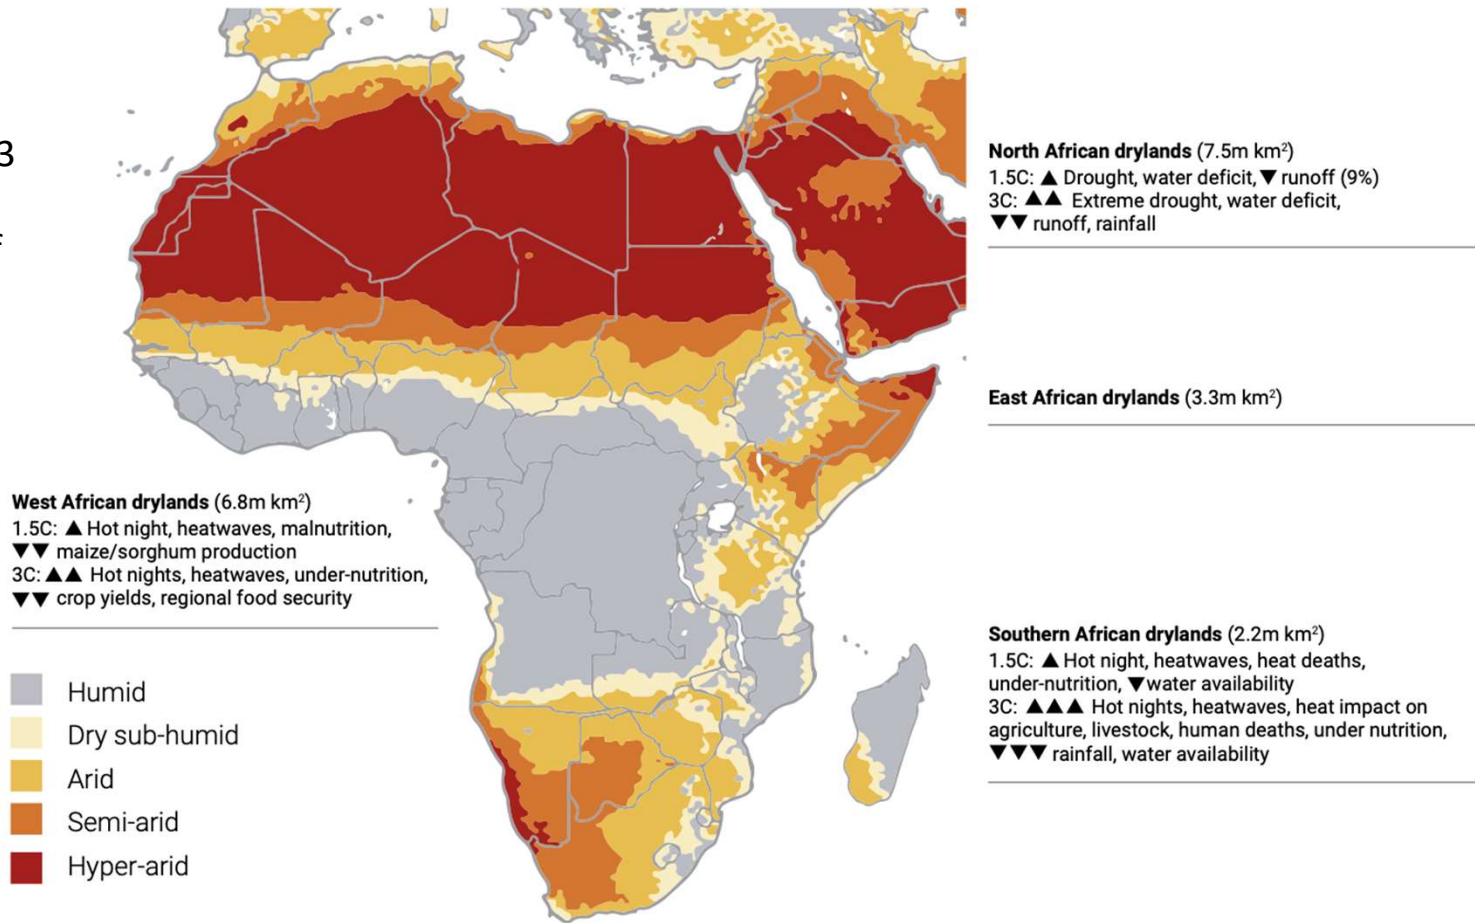 3
:
North African drylands (7.5m km²)
1.5C: ▲ Drought, water deficit, ▼ runoff (9%)
3C: ▲▲ Extreme drought, water deficit,
▼▼ runoff, rainfall
East African drylands (3.3m km²)
West African drylands (6.8m km²)
1.5C: ▲ Hot night, heatwaves, malnutrition,
▼▼ maize/sorghum production
3C: ▲▲ Hot nights, heatwaves, under-nutrition,
▼▼ crop yields, regional food security
Southern African drylands (2.2m km²)
1.5C: ▲ Hot night, heatwaves, heat deaths,
under-nutrition, ▼water availability
3C: ▲▲▲ Hot nights, heatwaves, heat impact on
agriculture, livestock, human deaths, under nutrition,
▼▼▼ rainfall, water availability
Humid
Dry sub-humid
Arid
Semi-arid
Hyper-arid